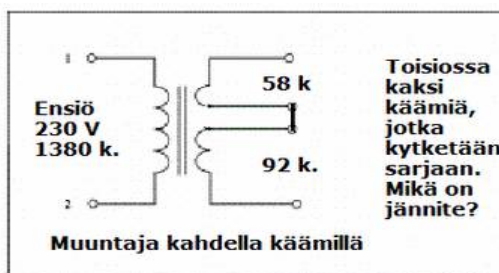 1
58 k
Ensiö
230 V
1380 k.
92 k.
2
Toisiossa
kaksi
käämiä,
jotka
kytketään
sarjaan.
Mikä on
jännite?
Muuntaja kahdella käämillä